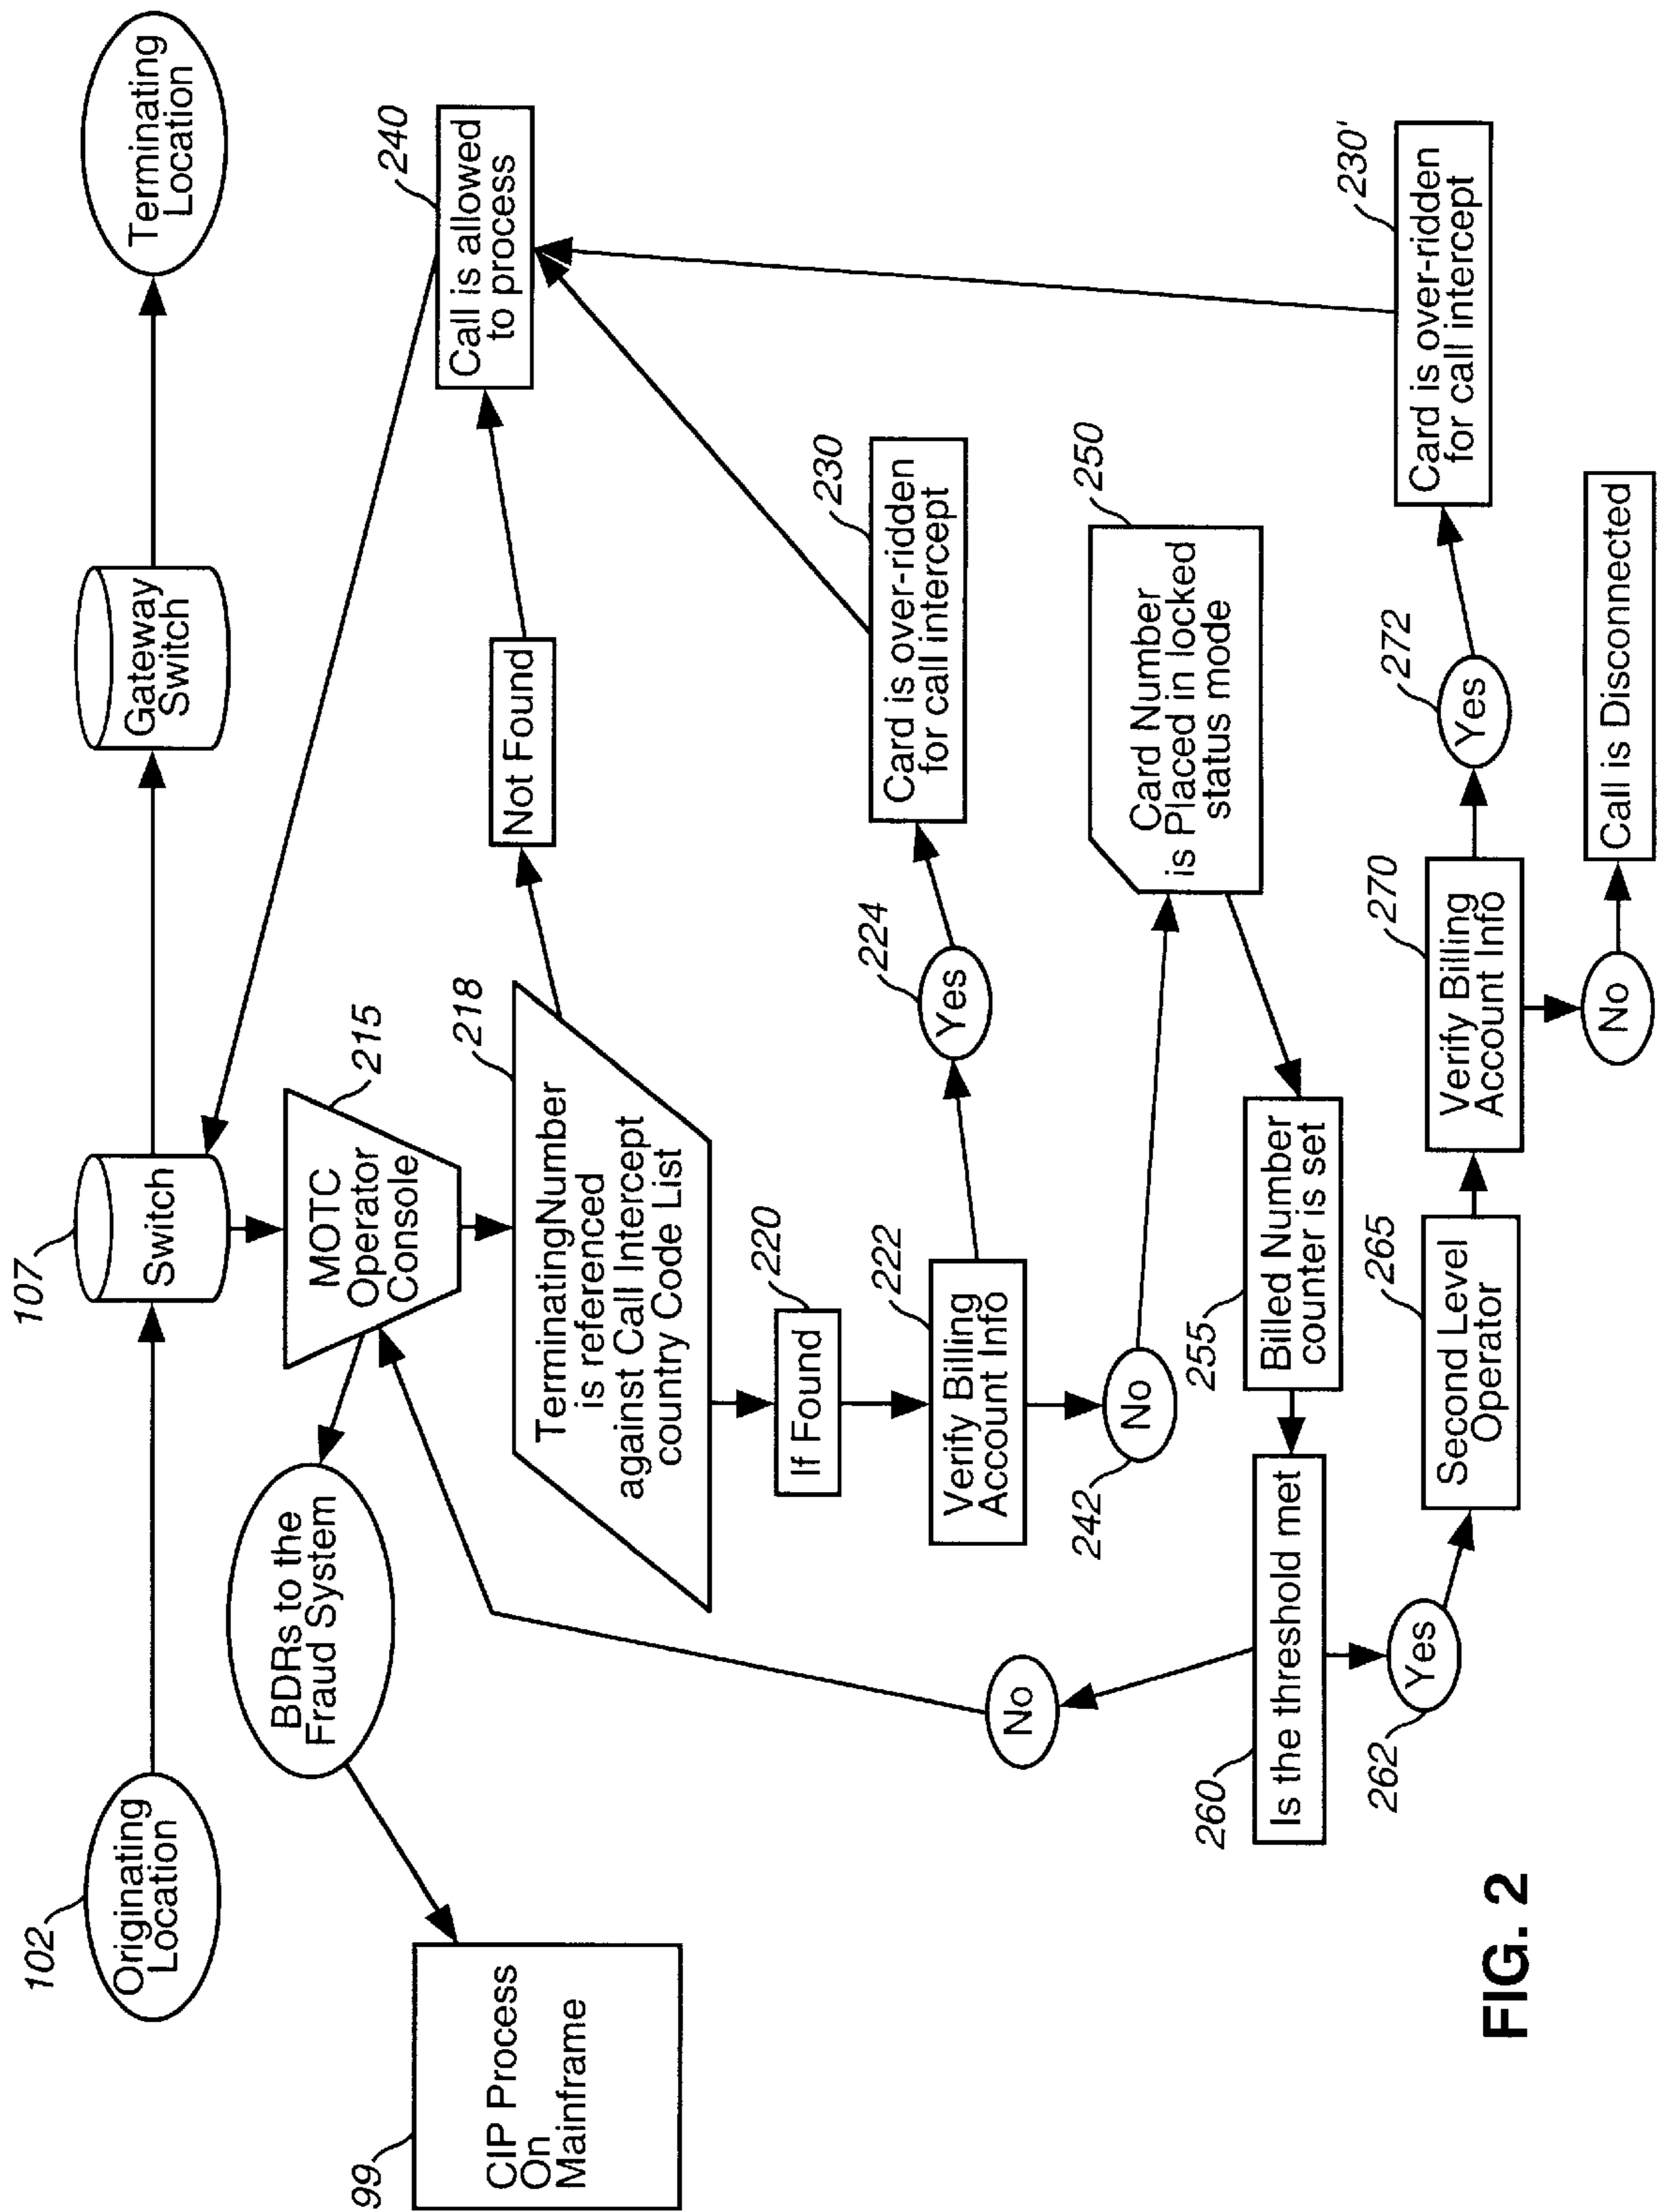 102
Originating
Location
107
Switch
Gateway
Switch
Terminating
Location
BDRs to the
Fraud System
MOTC
Operator
Console
215
99
CIP Process
On
Mainframe
TerminatingNumber
is referenced
against Call Intercept
country Code List
218
Not Found
Call is allowed
to process
240
If Found
220
Verify Billing
Account Info
222
Yes
224
Card is over-ridden
for call intercept
230
No
242
Card Number
is Placed in locked
status mode
250
Billed Number
counter is set
255
Is the threshold met
260
No
Yes
262
Second Level
Operator
265
Verify Billing
Account Info
270
Yes
272
Card is over-ridden
for call intercept
230'
No
Call is Disconnected
FIG. 2